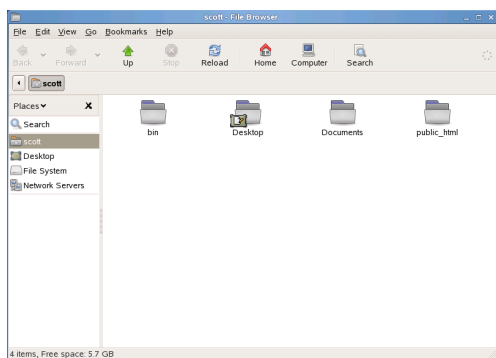 scott - File Browser
File Edit View Go Bookmarks Help
Back Forward Up Stop Reload Home Computer Search
scott
Places
Search
scott
Desktop
File System
Network Servers
bin Desktop Documents public_html
4 items, Free space: 5.7 GB